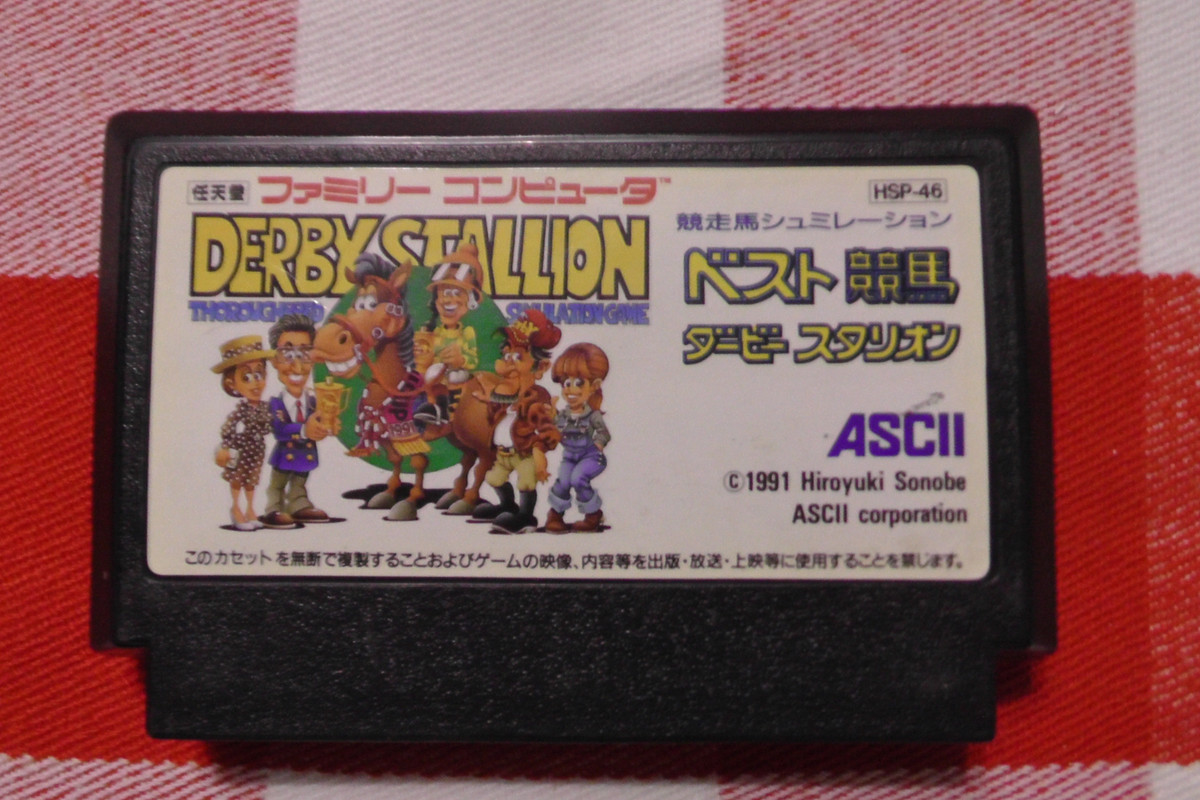 任天堂 ファミリー コンピュータ™
HSP-46
DERBY STALLION
THOROUGHBRED SIMULATION GAME
競走馬シュミレーション
ベスト競馬
ダービースタリオン
ASCII
©1991 Hiroyuki Sonobe
ASCII corporation
このカセットを無断で複製することおよびゲームの映像、内容等を出版・放送・上映等に使用することを禁じます。